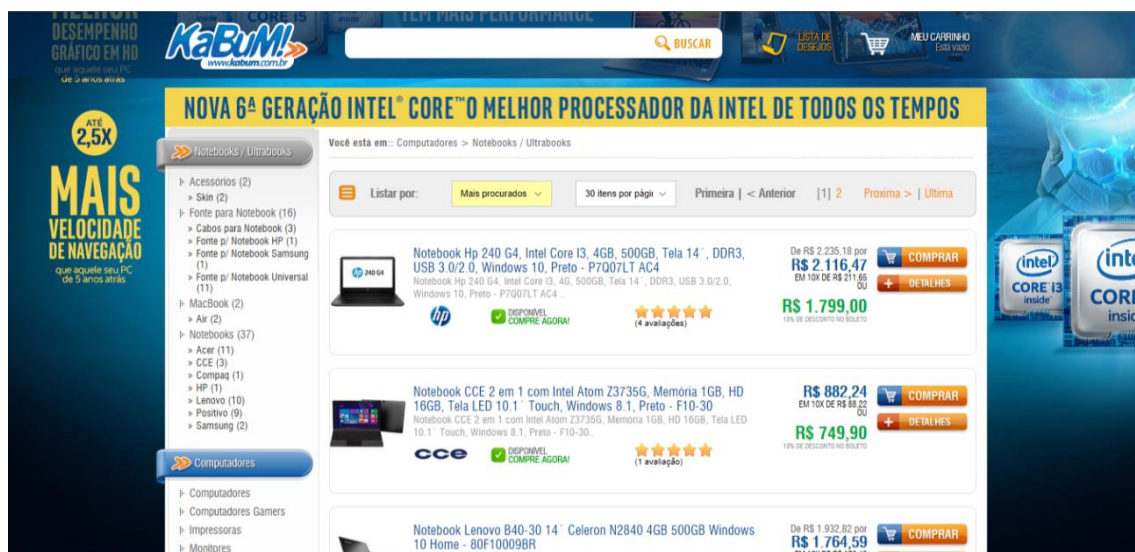 MELHOR
DESEMPENHO
GRÁFICO EM HD
que aquele seu PC
de 5 anos atrás
CORE i5
inside
TEM MAIS PERFORMANCE
KaBuM!
www.kabum.com.br
BUSCAR
LISTA DE
DESEJOS
MEU CARRINHO
Está vazio
NOVA 6ª GERAÇÃO INTEL® CORE™ O MELHOR PROCESSADOR DA INTEL DE TODOS OS TEMPOS
ATÉ
2,5X
MAIS
VELOCIDADE
DE NAVEGAÇÃO
que aquele seu PC
de 5 anos atrás
Notebooks / Ultrabooks
Acessórios (2)
» Skin (2)
Fonte para Notebook (16)
» Cabos para Notebook (3)
» Fonte p/ Notebook HP (1)
» Fonte p/ Notebook Samsung
(1)
» Fonte p/ Notebook Universal
(11)
MacBook (2)
» Air (2)
Notebooks (37)
» Acer (11)
» CCE (3)
» Compaq (1)
» HP (1)
» Lenovo (10)
» Positivo (9)
» Samsung (2)
Computadores
Computadores
Computadores Gamers
Impressoras
Monitores
Você está em:: Computadores > Notebooks / Ultrabooks
Listar por:
Mais procurados
30 itens por págii
Primeira | < Anterior [1] 2 Proxima > | Última
240 G4
Notebook Hp 240 G4, Intel Core I3, 4GB, 500GB, Tela 14´, DDR3,
USB 3.0/2.0, Windows 10, Preto - P7Q07LT AC4
Notebook Hp 240 G4, Intel Core I3, 4G, 500GB, Tela 14´, DDR3, USB 3.0/2.0,
Windows 10, Preto - P7Q07LT AC4 ..
hp
DISPONÍVEL
COMPRE AGORA!
(4 avaliações)
De R$ 2.235,18 por
R$ 2.116,47
EM 10X DE R$ 211,65
OU
R$ 1.799,00
15% DE DESCONTO NO BOLETO
COMPRAR
DETALHES
Notebook CCE 2 em 1 com Intel Atom Z3735G, Memória 1GB, HD
16GB, Tela LED 10.1´ Touch, Windows 8.1, Preto - F10-30
Notebook CCE 2 em 1 com Intel Atom Z3735G, Memória 1GB, HD 16GB, Tela LED
10.1´ Touch, Windows 8.1, Preto - F10-30..
cce
DISPONÍVEL
COMPRE AGORA!
(1 avaliação)
R$ 882,24
EM 10X DE R$ 88,22
OU
R$ 749,90
15% DE DESCONTO NO BOLETO
COMPRAR
DETALHES
Notebook Lenovo B40-30 14´ Celeron N2840 4GB 500GB Windows
10 Home - 80F10009BR
De R$ 1.932,82 por
R$ 1.764,59
COMPRAR
intel
CORE i3
inside
inte
COR
insid